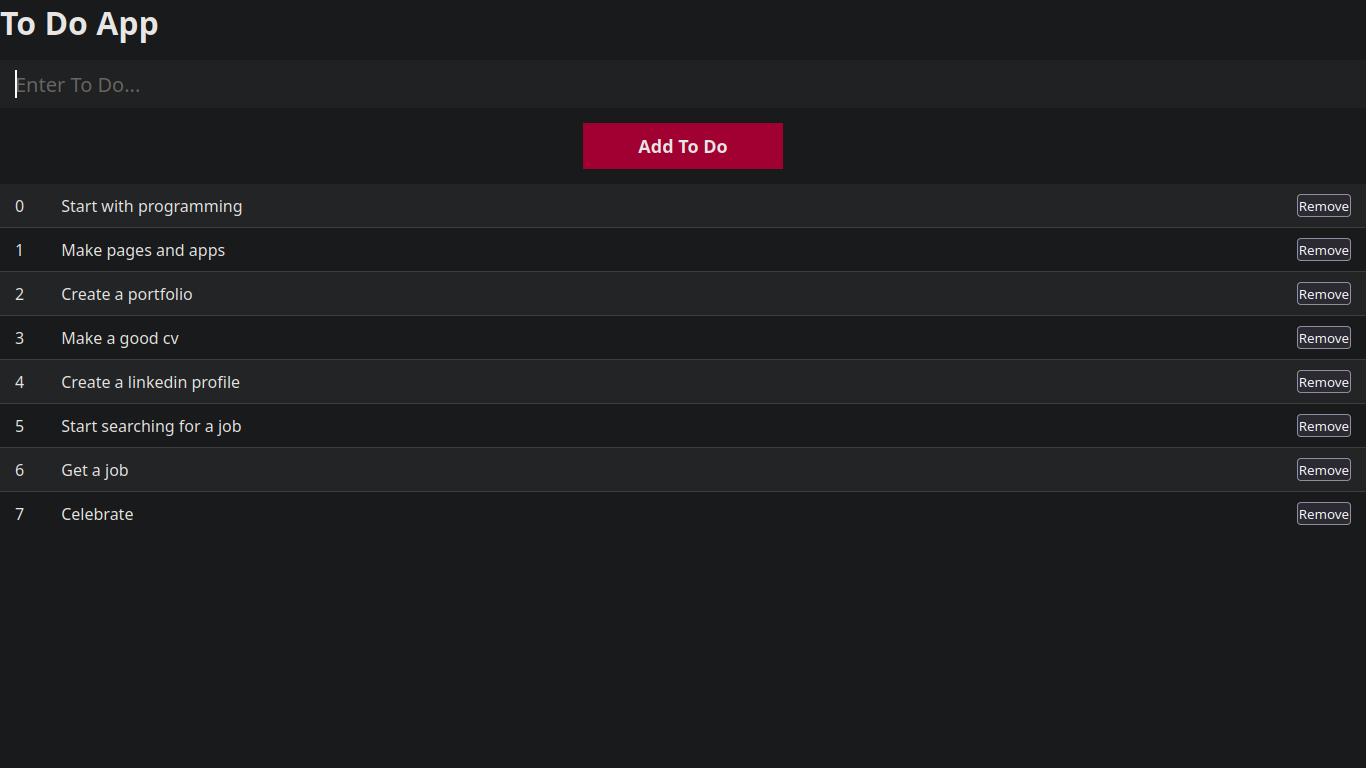 To Do App
Enter To Do...
Add To Do
0 Start with programming Remove
1 Make pages and apps Remove
2 Create a portfolio Remove
3 Make a good cv Remove
4 Create a linkedin profile Remove
5 Start searching for a job Remove
6 Get a job Remove
7 Celebrate Remove